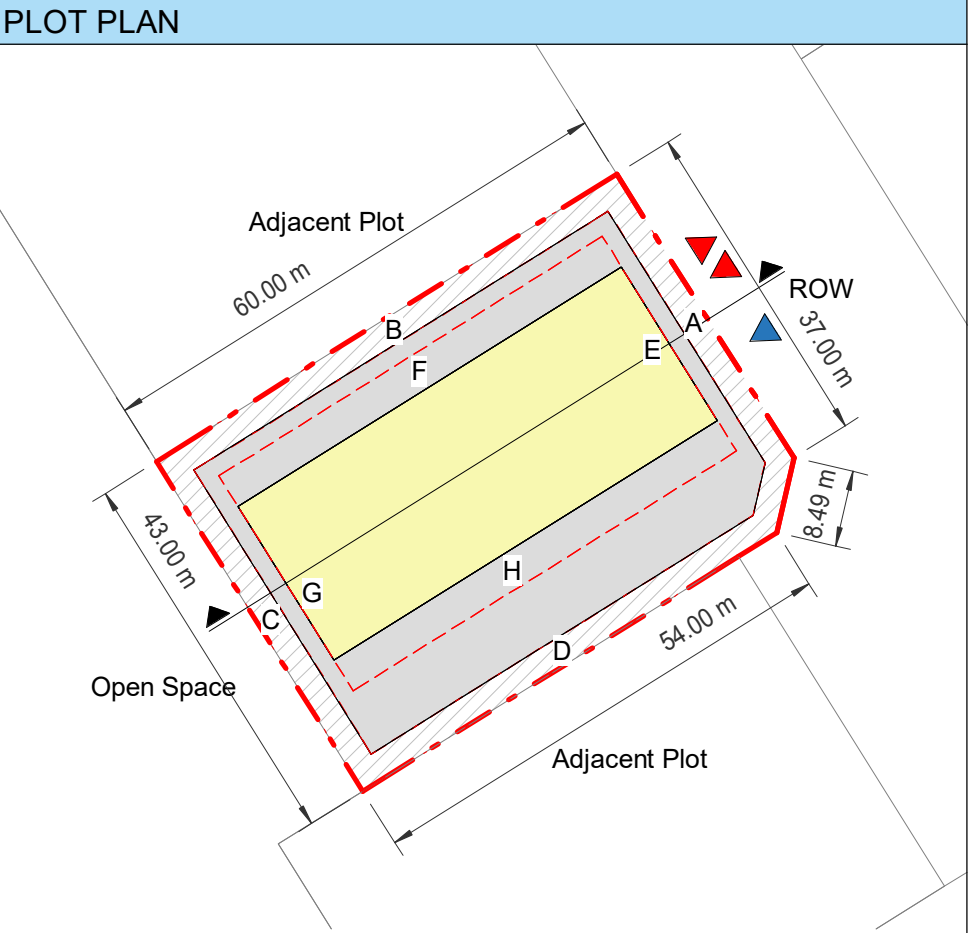 PLOT PLAN
Adjacent Plot
60.00 m
B
F
A
E
ROW
37.00 m
8.49 m
43.00 m
G
C
H
D
54.00 m
Open Space
Adjacent Plot